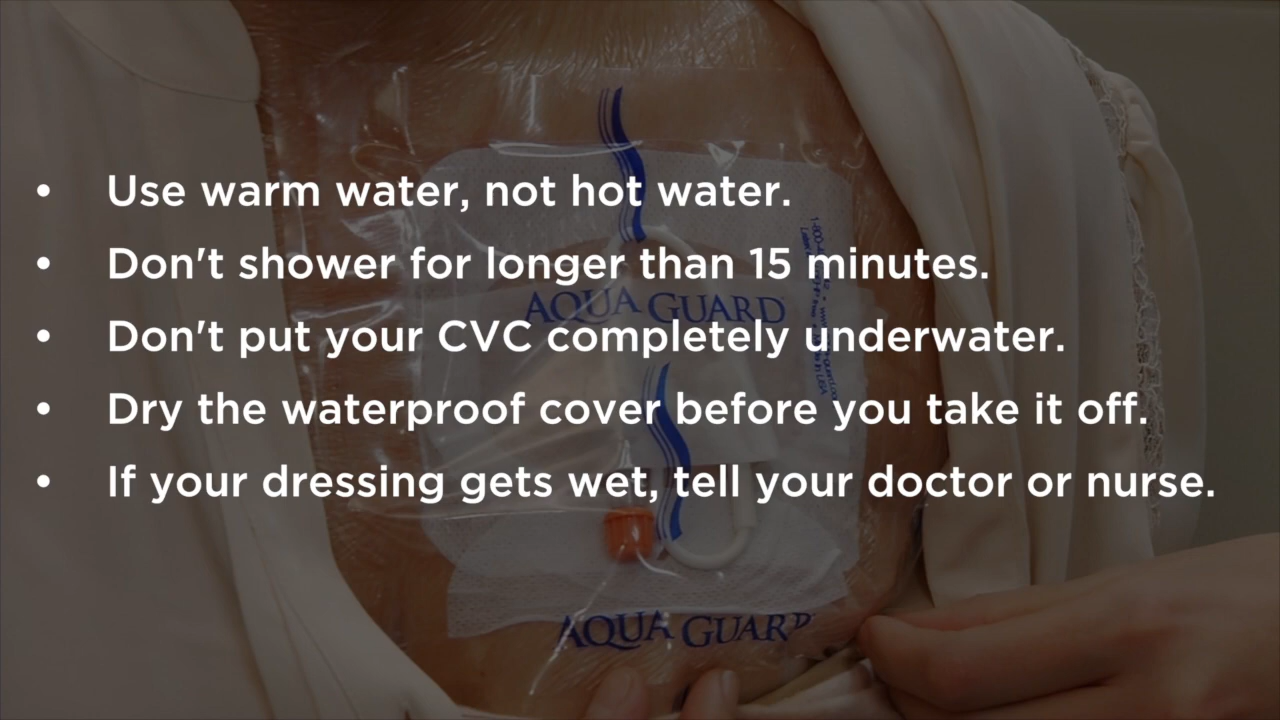 • Use warm water, not hot water.
• Don't shower for longer than 15 minutes.
AQUA GUARD
• Don't put your CVC completely underwater.
• Dry the waterproof cover before you take it off.
• If your dressing gets wet, tell your doctor or nurse.
AQUA GUARD